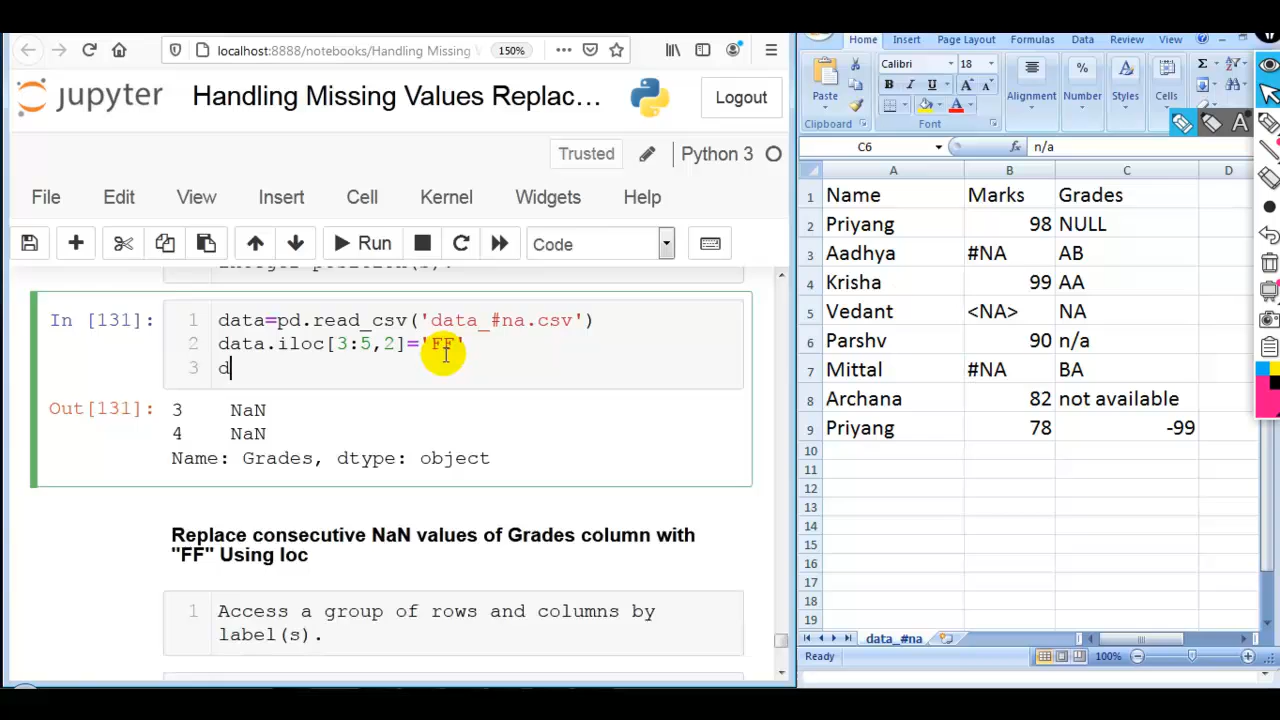 localhost:8888/notebooks/Handling Missing V
150%
jupyter
Handling Missing Values Replac...
Logout
Trusted
Python 3
File Edit View Insert Cell Kernel Widgets Help
Run
Code
integer position(s).
In [131]:
1 data=pd.read_csv('data_#na.csv')
2 data.iloc[3:5,2]='FF'
3 d
Out[131]:
3 NaN
4 NaN
Name: Grades, dtype: object
Replace consecutive NaN values of Grades column with
"FF" Using loc
1 Access a group of rows and columns by
label(s).
Home Insert Page Layout Formulas Data Review View
Calibri 18
Paste
B I U A
Alignment Number Styles Cells
Clipboard Font
C6 fx n/a
A B C D
1 Name Marks Grades
2 Priyang 98 NULL
3 Aadhya #NA AB
4 Krisha 99 AA
5 Vedant <NA> NA
6 Parshv 90 n/a
7 Mittal #NA BA
8 Archana 82 not available
9 Priyang 78 -99
10
11
12
13
14
15
16
17
18
19
data_#na
Ready 100%